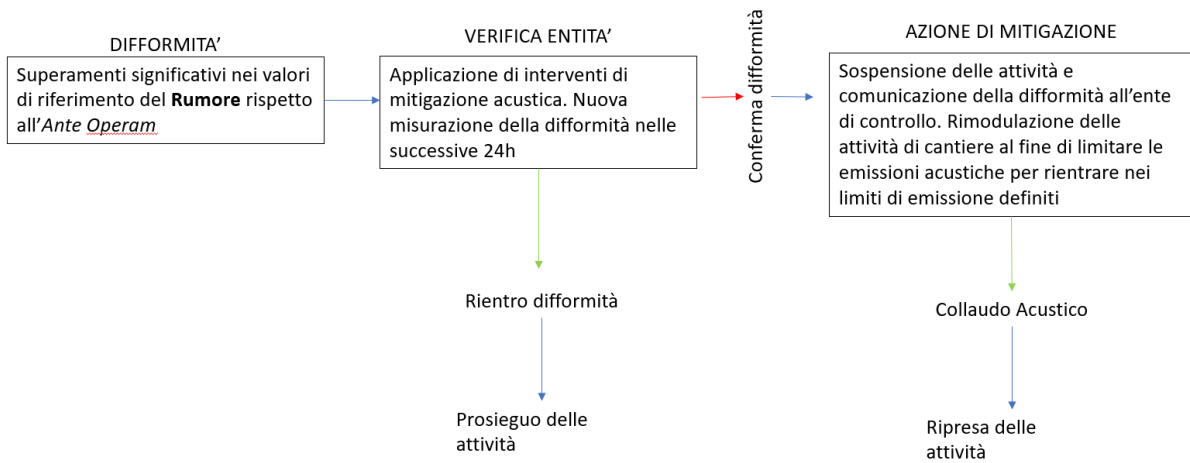 DIFFORMITA’
Superamenti significativi nei valori
di riferimento del Rumore rispetto
all’Ante Operam
VERIFICA ENTITA’
Applicazione di interventi di
mitigazione acustica. Nuova
misurazione della difformità nelle
successive 24h
Rientro difformità
Prosieguo delle
attività
Conferma difformità
AZIONE DI MITIGAZIONE
Sospensione delle attività e
comunicazione della difformità all’ente
di controllo. Rimodulazione delle
attività di cantiere al fine di limitare le
emissioni acustiche per rientrare nei
limiti di emissione definiti
Collaudo Acustico
Ripresa delle
attività